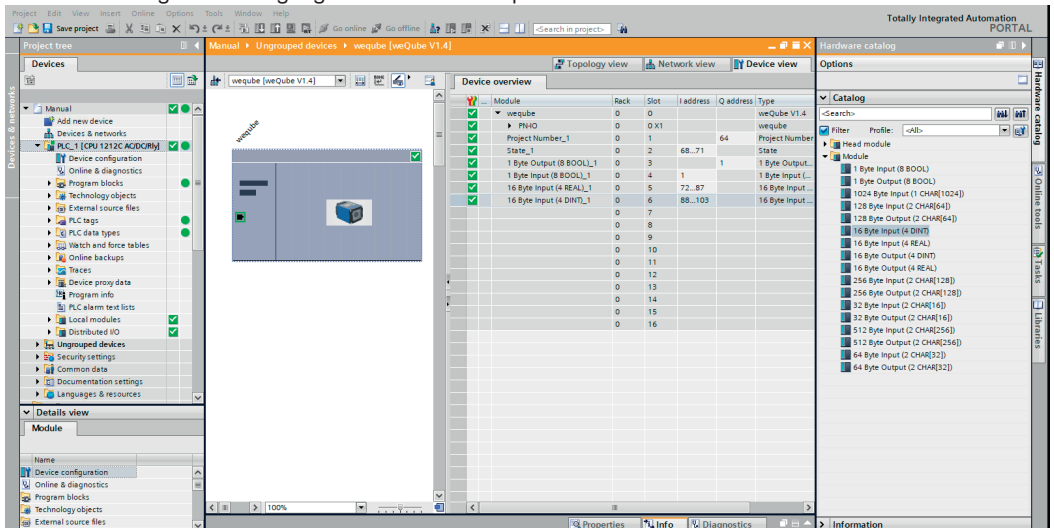 Project Edit View Insert Online Options Tools Window Help
Totally Integrated Automation
PORTAL
Save project
Go online
Go offline
<Search in project>
Project tree
Manual
Ungrouped devices
weqube [weQube V1.4]
Hardware catalog
Devices
Topology view
Network view
Device view
Options
weqube [weQube V1.4]
Device overview
Catalog
<Search>
Filter
Profile:
<All>
Head module
Module
1 Byte Input (8 BOOL)
1 Byte Output (8 BOOL)
1024 Byte Input (1 CHAR[1024])
128 Byte Input (2 CHAR[64])
128 Byte Output (2 CHAR[64])
16 Byte Input (4 DINT)
16 Byte Input (4 REAL)
16 Byte Output (4 DINT)
16 Byte Output (4 REAL)
256 Byte Input (2 CHAR[128])
256 Byte Output (2 CHAR[128])
32 Byte Input (2 CHAR[16])
32 Byte Output (2 CHAR[16])
512 Byte Input (2 CHAR[256])
512 Byte Output (2 CHAR[256])
64 Byte Input (2 CHAR[32])
64 Byte Output (2 CHAR[32])
Manual
Add new device
Devices & networks
PLC_1 [CPU 1212C AC/DC/Rly]
Device configuration
Online & diagnostics
Program blocks
Technology objects
External source files
PLC tags
PLC data types
Watch and force tables
Online backups
Traces
Device proxy data
Program info
PLC alarm text lists
Local modules
Distributed I/O
Ungrouped devices
Security settings
Common data
Documentation settings
Languages & resources
weqube
... Module Rack Slot I address Q address Type
weqube 0 0 weQube V1.4
PN-IO 0 0 X1 weqube
Project Number_1 0 1 64 Project Number
State_1 0 2 68...71 State
1 Byte Output (8 BOOL)_1 0 3 1 1 Byte Output...
1 Byte Input (8 BOOL)_1 0 4 1 1 Byte Input (...
16 Byte Input (4 REAL)_1 0 5 72...87 16 Byte Input ...
16 Byte Input (4 DINT)_1 0 6 88...103 16 Byte Input ...
0 7
0 8
0 9
0 10
0 11
0 12
0 13
0 14
0 15
0 16
Details view
Module
Name
Device configuration
Online & diagnostics
Program blocks
Technology objects
External source files
100%
Properties
Info
Diagnostics
Information
Devices & networks
Hardware catalog
Online tools
Tasks
Libraries